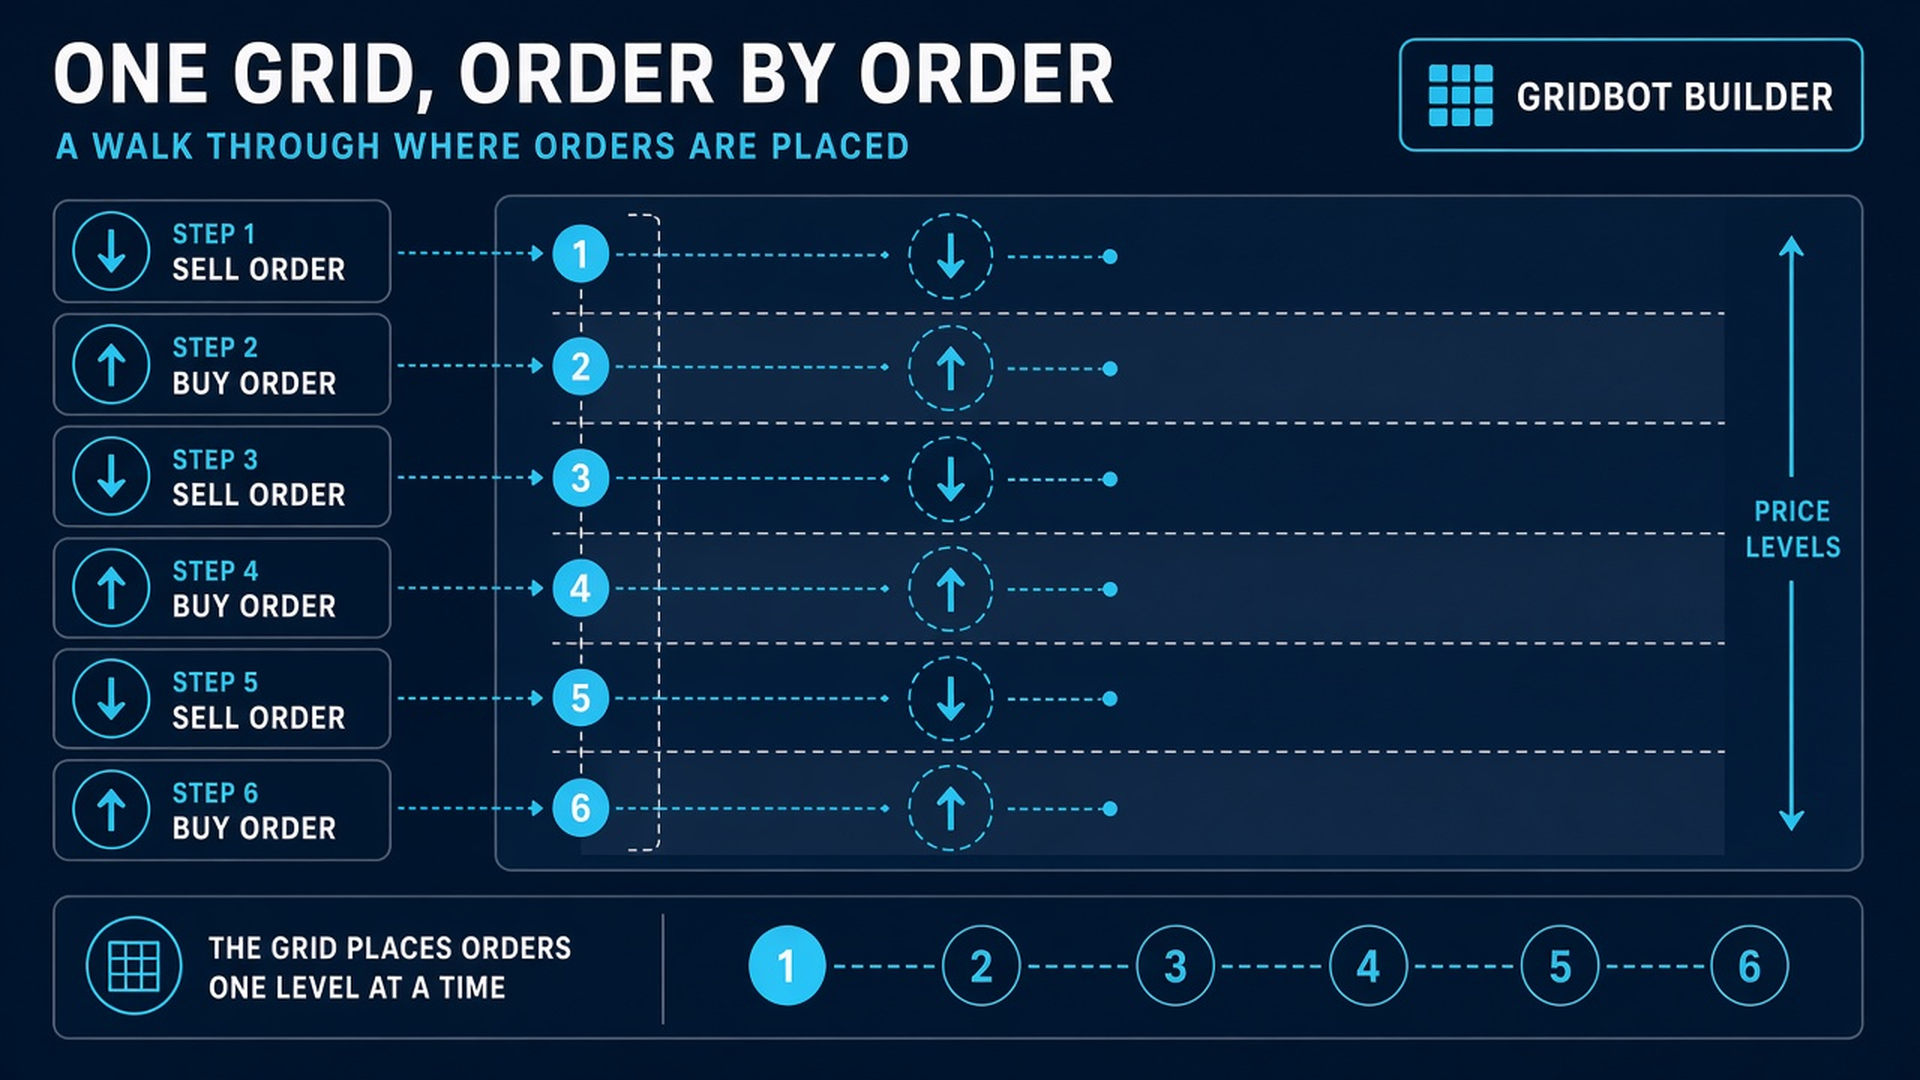 ONE GRID, ORDER BY ORDER
A WALK THROUGH WHERE ORDERS ARE PLACED
GRIDBOT BUILDER
STEP 1
SELL ORDER
STEP 2
BUY ORDER
STEP 3
SELL ORDER
STEP 4
BUY ORDER
STEP 5
SELL ORDER
STEP 6
BUY ORDER
1
2
3
4
5
6
PRICE
LEVELS
THE GRID PLACES ORDERS
ONE LEVEL AT A TIME
1 2 3 4 5 6